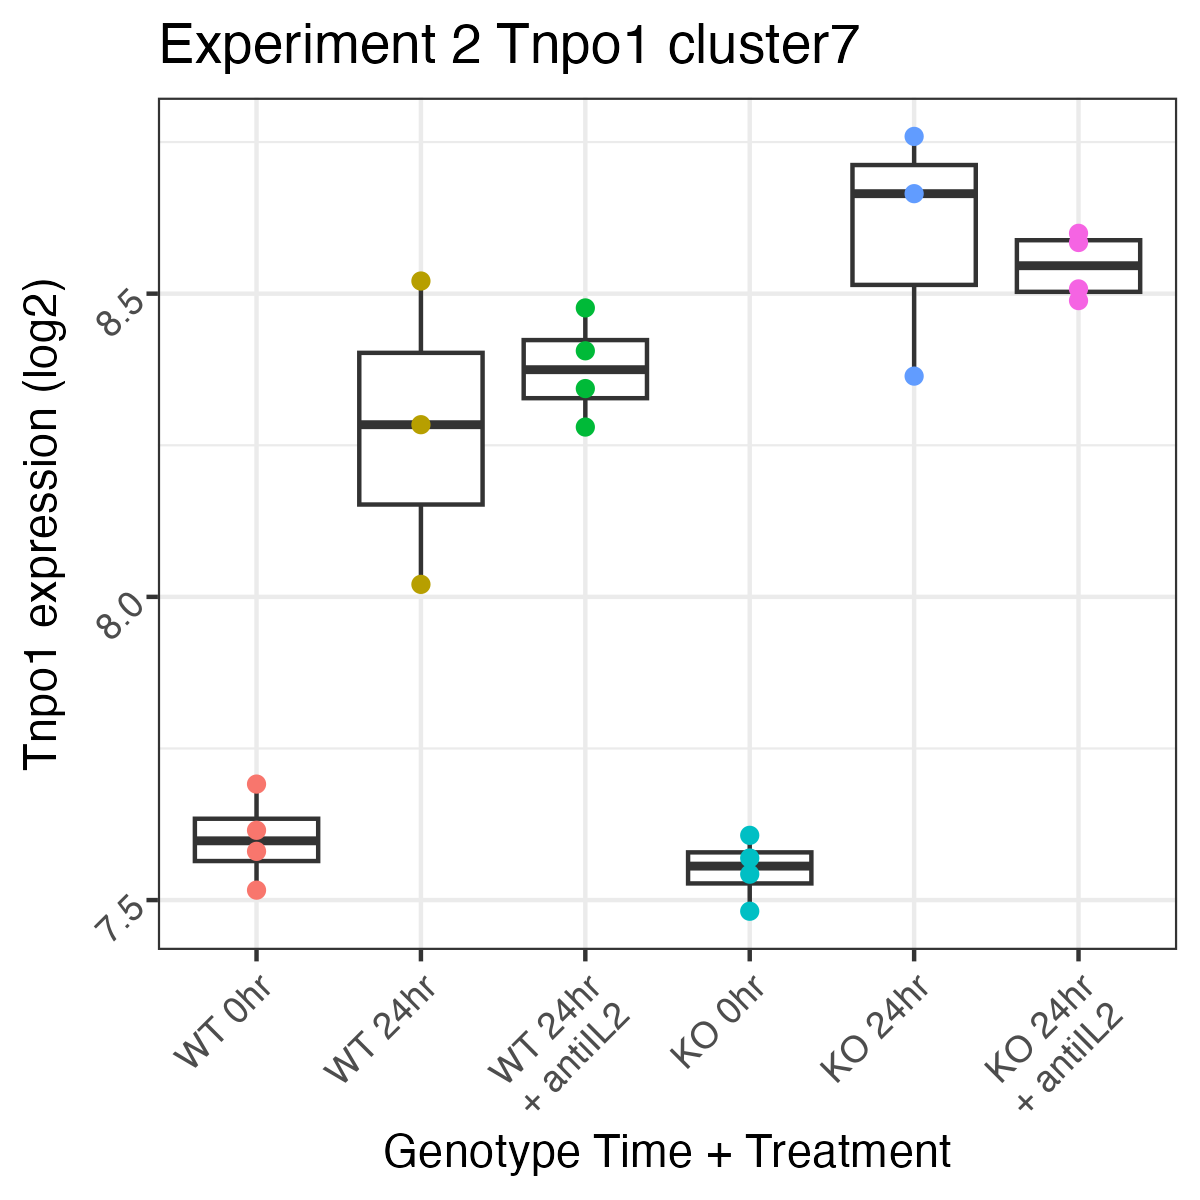 Experiment 2 Tnpo1 cluster7
Tnpo1 expression (log2)
8.5
8.0
7.5
WT 0hr
WT 24hr
WT 24hr
+ antiIL2
KO 0hr
KO 24hr
KO 24hr
+ antiIL2
Genotype Time + Treatment